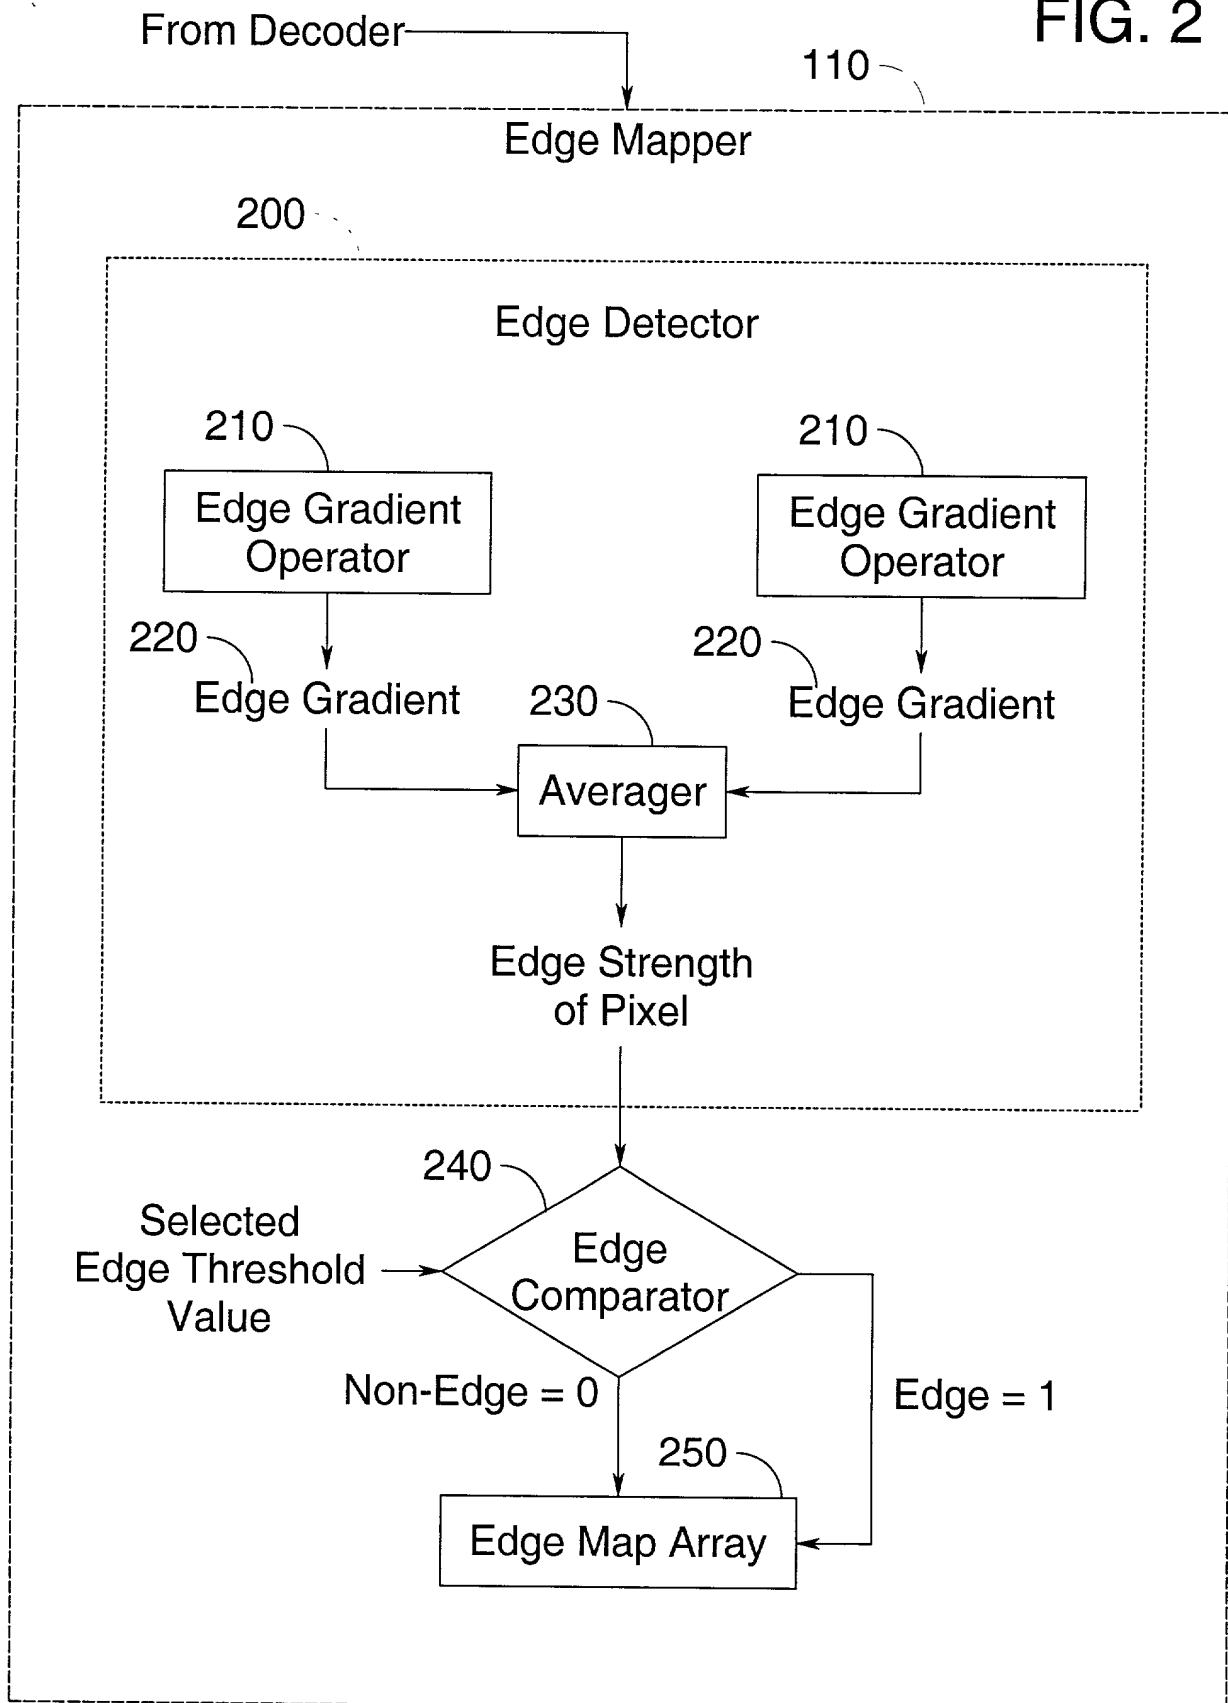 FIG. 2
From Decoder
110
Edge Mapper
200
Edge Detector
210
210
Edge Gradient
Operator
Edge Gradient
Operator
220
220
Edge Gradient
230
Edge Gradient
Averager
Edge Strength
of Pixel
240
Selected
Edge Threshold
Value
Edge
Comparator
Non-Edge = 0
Edge = 1
250
Edge Map Array